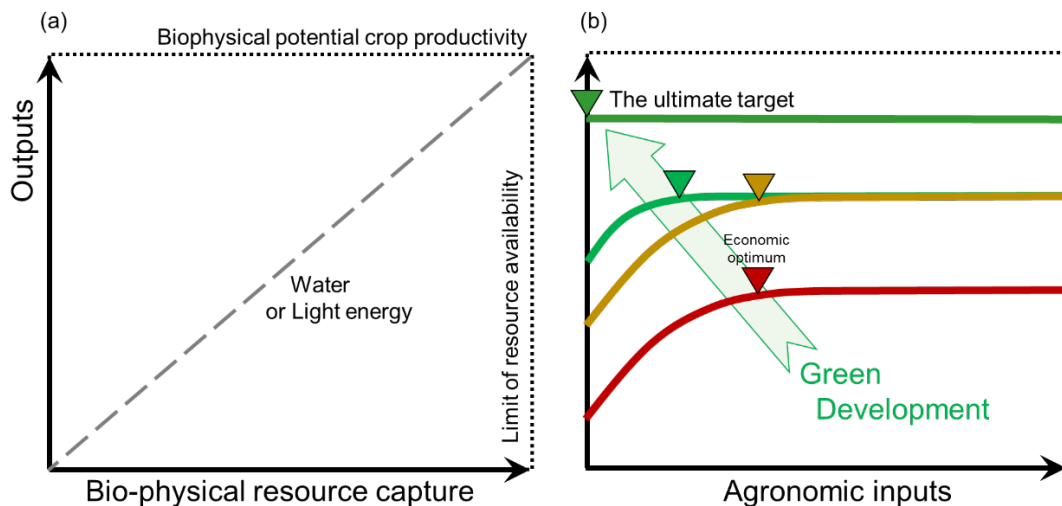 (a)
Biophysical potential crop productivity
Outputs
Water
or Light energy
Limit of resource availability
Bio-physical resource capture
(b)
The ultimate target
Economic
optimum
Green
Development
Agronomic inputs